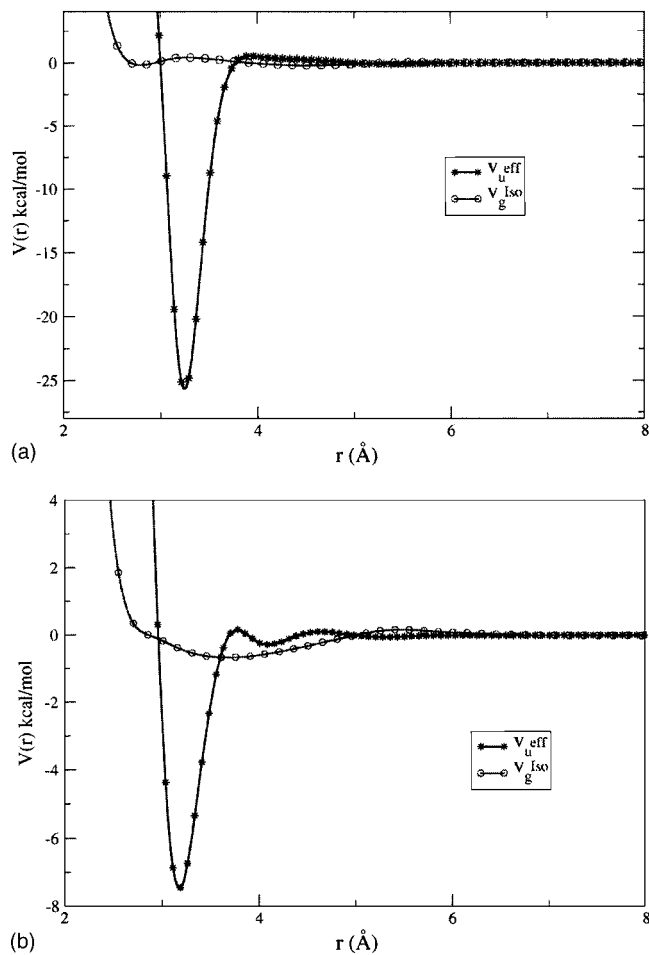 0
-5
-10
-15
-20
-25
V(r) kcal/mol
V_u^eff
V_g^Iso
2 4 6 8
(a) r (Å)
4
2
0
-2
-4
-6
-8
V(r) kcal/mol
V_u^eff
V_g^Iso
2 4 6 8
(b) r (Å)